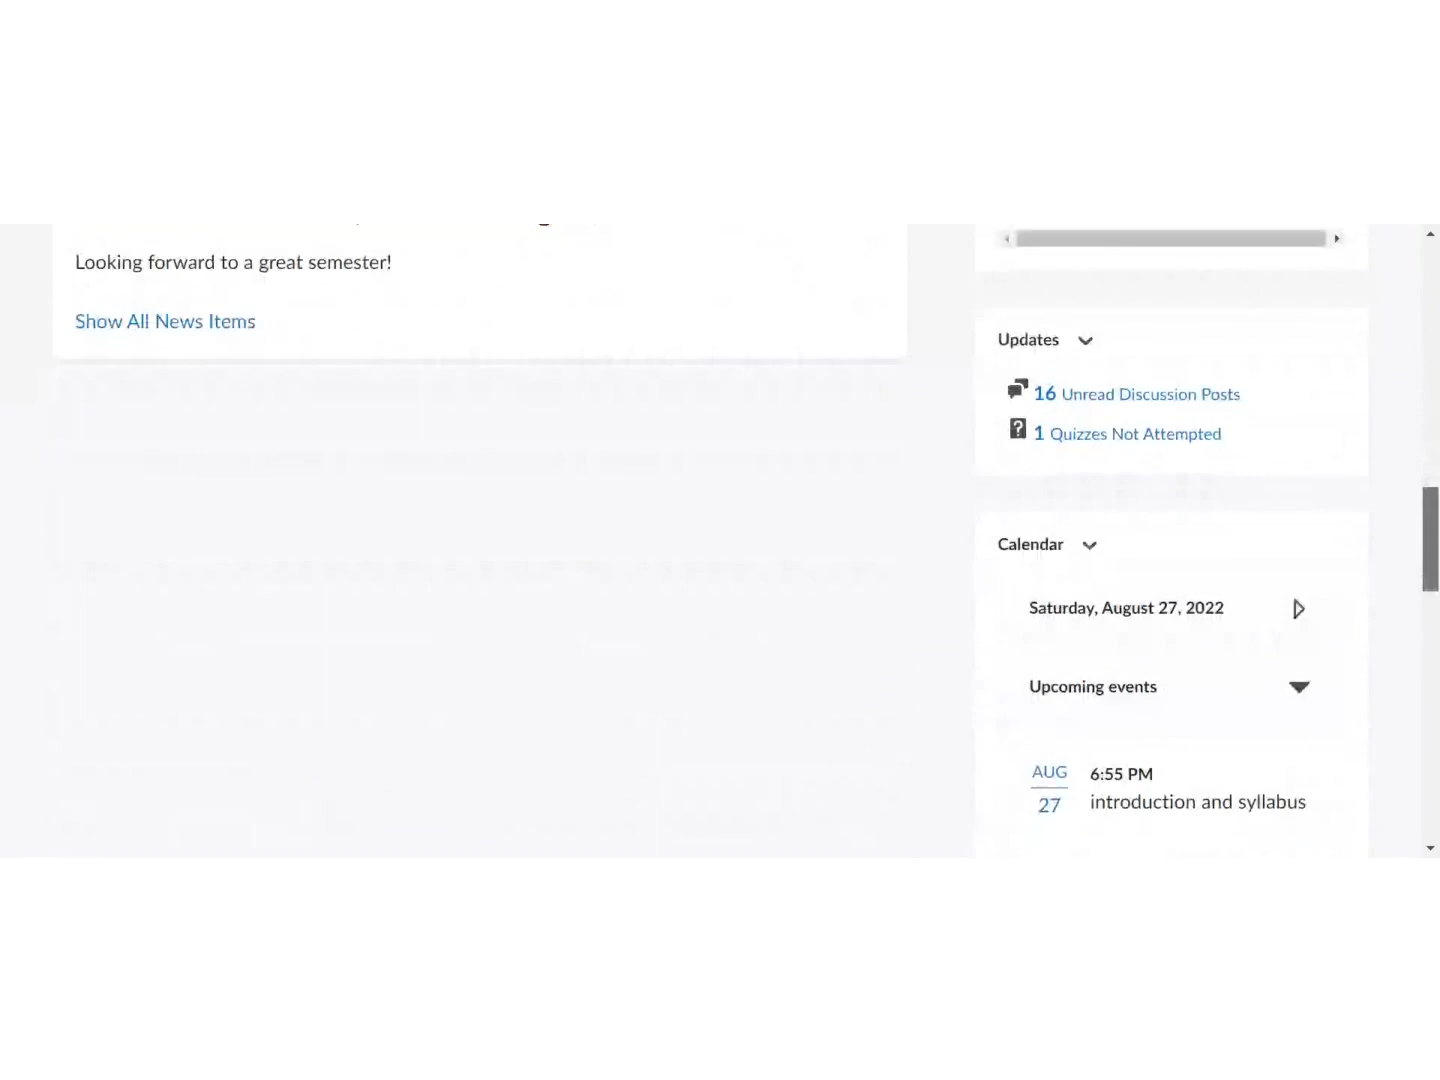 Looking forward to a great semester!
Show All News Items
Updates
16 Unread Discussion Posts
1 Quizzes Not Attempted
Calendar
Saturday, August 27, 2022
Upcoming events
AUG
27
6:55 PM
introduction and syllabus